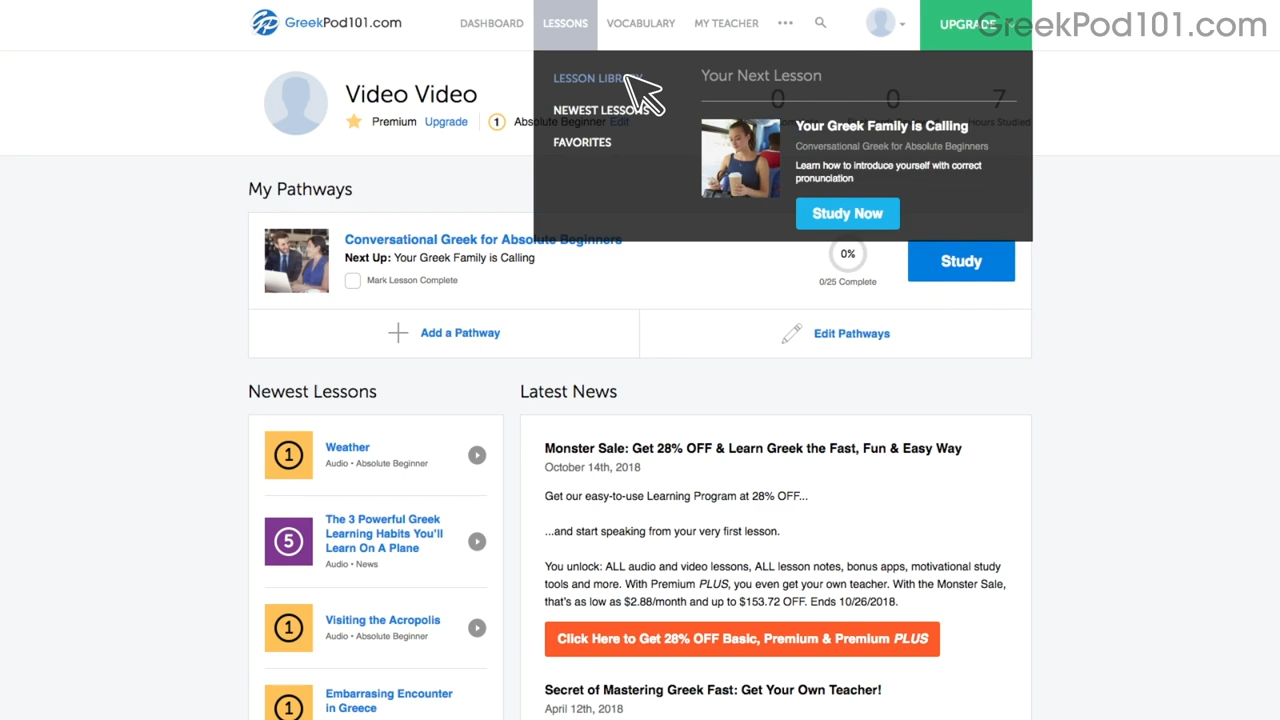 GreekPod101.com
DASHBOARD
LESSONS
VOCABULARY
MY TEACHER
UPGRADE
GreekPod101.com
LESSON LIBRARY
NEWEST LESSONS
FAVORITES
Your Next Lesson
0
0
7
Hours Studied
Your Greek Family is Calling
Conversational Greek for Absolute Beginners
Learn how to introduce yourself with correct
pronunciation
Study Now
Video Video
Premium
Upgrade
1
Absolute Beginner
Edit
My Pathways
Conversational Greek for Absolute Beginners
Next Up: Your Greek Family is Calling
Mark Lesson Complete
0%
0/25 Complete
Study
Add a Pathway
Edit Pathways
Newest Lessons
1
Weather
Audio • Absolute Beginner
5
The 3 Powerful Greek
Learning Habits You'll
Learn On A Plane
Audio • News
1
Visiting the Acropolis
Audio • Absolute Beginner
1
Embarrasing Encounter
in Greece
Latest News
Monster Sale: Get 28% OFF & Learn Greek the Fast, Fun & Easy Way
October 14th, 2018
Get our easy-to-use Learning Program at 28% OFF...
...and start speaking from your very first lesson.
You unlock: ALL audio and video lessons, ALL lesson notes, bonus apps, motivational study
tools and more. With Premium PLUS, you even get your own teacher. With the Monster Sale,
that's as low as $2.88/month and up to $153.72 OFF. Ends 10/26/2018.
Click Here to Get 28% OFF Basic, Premium & Premium PLUS
Secret of Mastering Greek Fast: Get Your Own Teacher!
April 12th, 2018